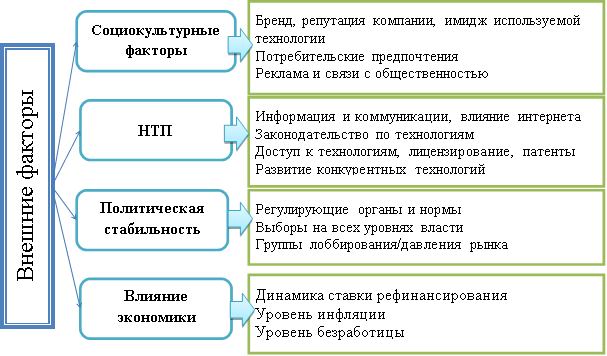 Внешние факторы
Социокультурные
факторы
Бренд, репутация компании, имидж используемой
технологии
Потребительские предпочтения
Реклама и связи с общественностью
НТП
Информация и коммуникации, влияние интернета
Законодательство по технологиям
Доступ к технологиям, лицензирование, патенты
Развитие конкурентных технологий
Политическая
стабильность
Регулирующие органы и нормы
Выборы на всех уровнях власти
Группы лоббирования/давления рынка
Влияние
экономики
Динамика ставки рефинансирования
Уровень инфляции
Уровень безработицы